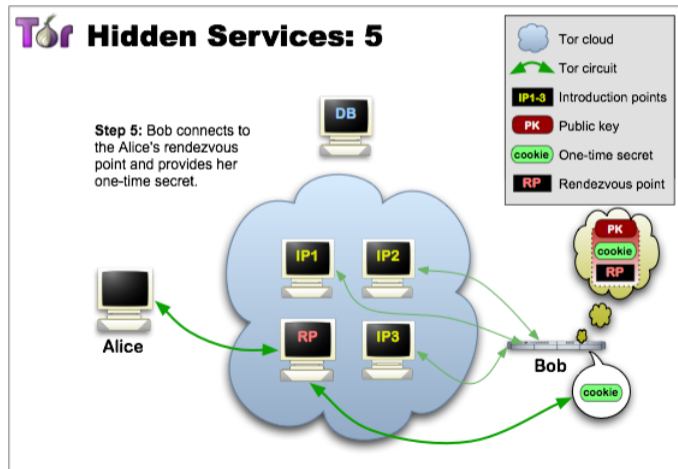 Tor Hidden Services: 5
Tor cloud
Tor circuit
IP1-3 Introduction points
PK Public key
cookie One-time secret
RP Rendezvous point
DB
Step 5: Bob connects to
the Alice's rendezvous
point and provides her
one-time secret.
PK
cookie
RP
IP1 IP2
Alice
RP IP3
Bob
cookie